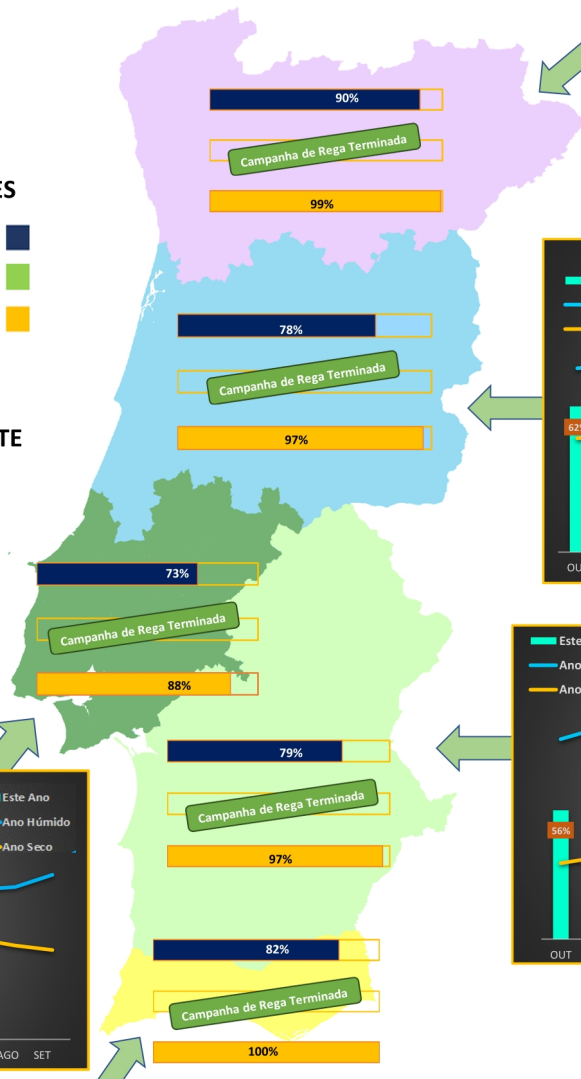 90%
Campanha de Rega Terminada
99%
ES
78%
Campanha de Rega Terminada
97%
TE
62%
OU
73%
Campanha de Rega Terminada
88%
Este
Ano
Ano
79%
Campanha de Rega Terminada
97%
56%
OUT
Este Ano
Ano Húmido
Ano Seco
AGO SET
82%
Campanha de Rega Terminada
100%